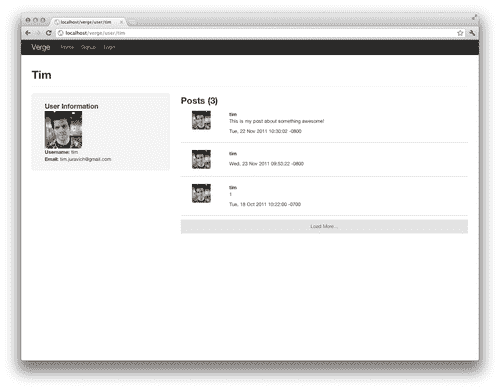 localhost/verge/user/tim
localhost/verge/user/tim
Verge Home Signup Login
Tim
User Information
Username: tim
Email: tim.juravich@gmail.com
Posts (3)
tim
This is my post about something awesome!
Tue, 22 Nov 2011 10:30:02 -0800
tim
Wed, 23 Nov 2011 09:53:22 -0800
tim
1
Tue, 18 Oct 2011 10:22:00 -0700
Load More...